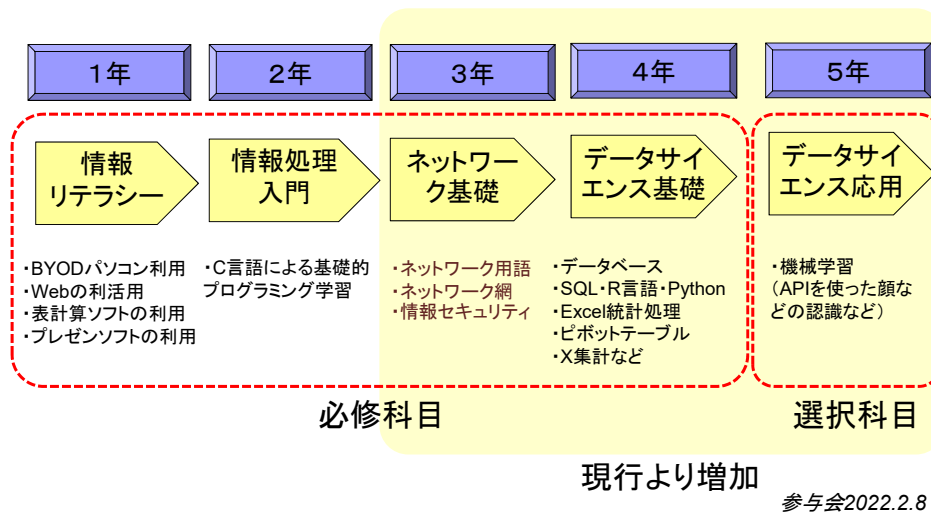 1年
2年
3年
4年
5年
情報
リテラシー
情報処理
入門
ネットワー
ク基礎
データサイ
エンス基礎
データサイ
エンス応用
・BYODパソコン利用
・Webの利活用
・表計算ソフトの利用
・プレゼンソフトの利用
・C言語による基礎的
プログラミング学習
・ネットワーク用語
・ネットワーク網
・情報セキュリティ
・データベース
・SQL・R言語・Python
・Excel統計処理
・ピボットテーブル
・X集計など
・機械学習
（APIを使った顔な
どの認識など）
必修科目
選択科目
現行より増加
参与会2022.2.8